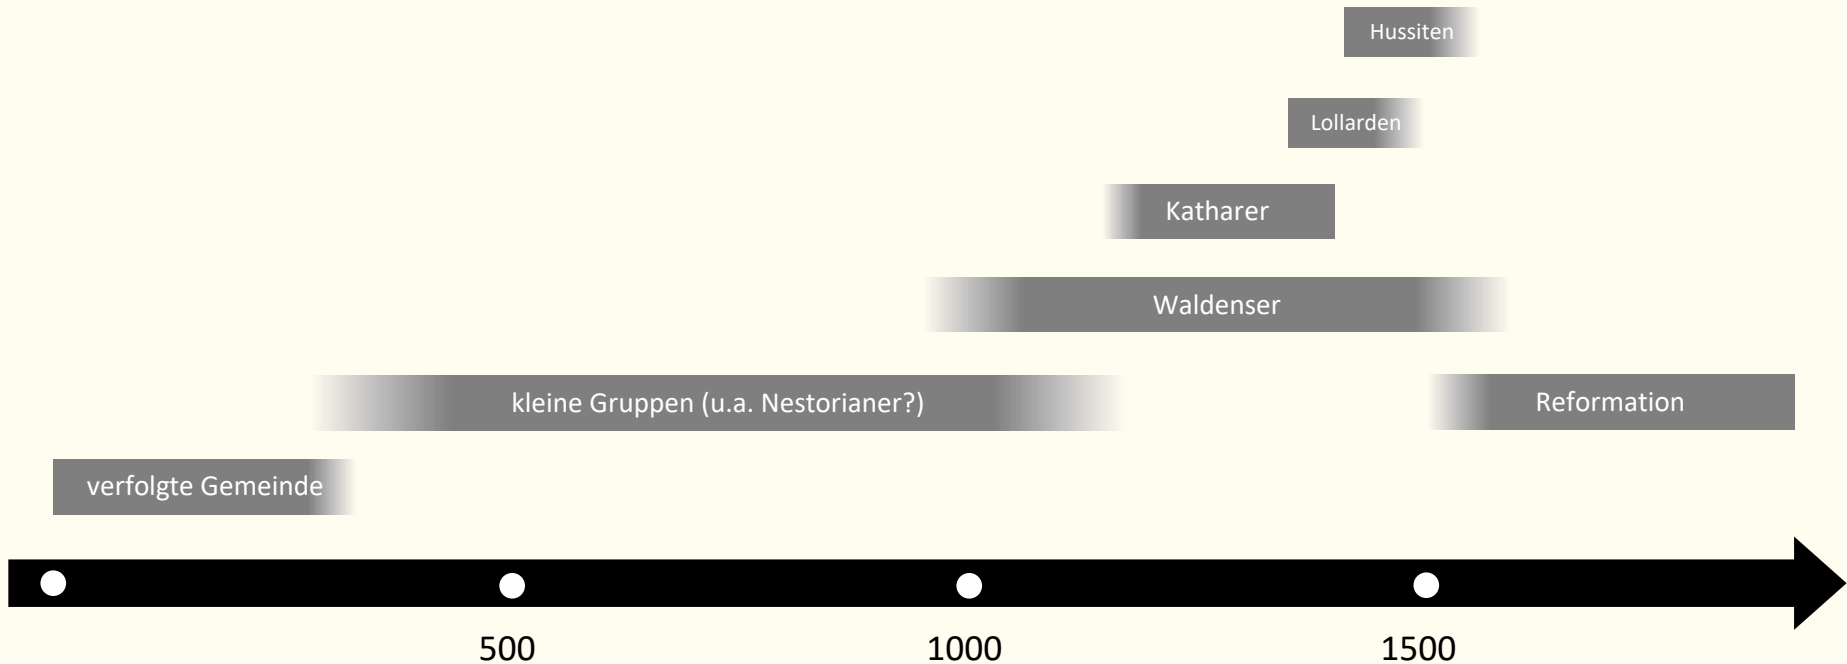 Hussiten
Lollarden
Katharer
Waldenser
kleine Gruppen (u.a. Nestorianer?)
Reformation
verfolgte Gemeinde
500
1000
1500